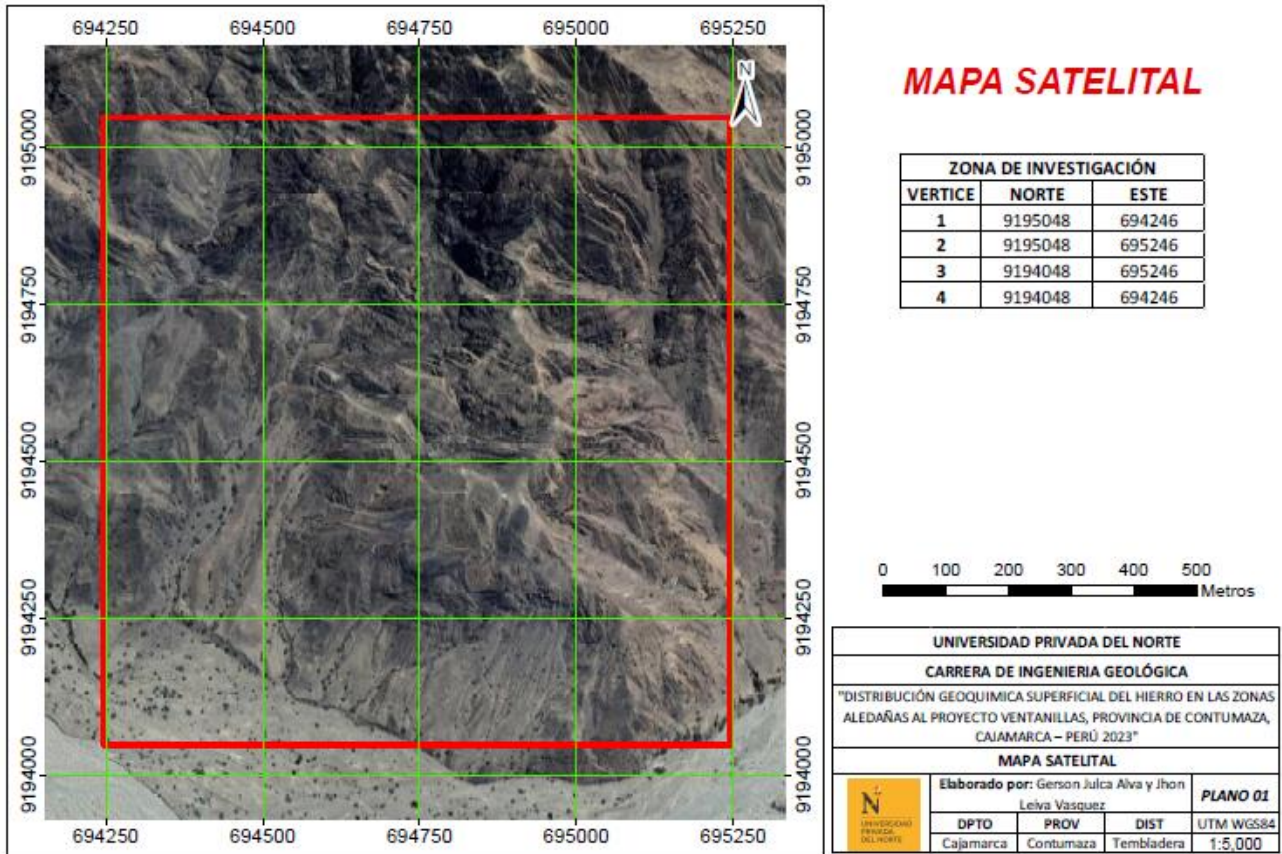 694250 694500 694750 695000 695250
N
9195000 9195000
9194750 9194750
9194500 9194500
9194250 9194250
9194000 9194000
694250 694500 694750 695000 695250
MAPA SATELITAL
ZONA DE INVESTIGACIÓN
VERTICE NORTE ESTE
1 9195048 694246
2 9195048 695246
3 9194048 695246
4 9194048 694246
0 100 200 300 400 500
Metros
UNIVERSIDAD PRIVADA DEL NORTE
CARRERA DE INGENIERIA GEOLÓGICA
"DISTRIBUCIÓN GEOQUIMICA SUPERFICIAL DEL HIERRO EN LAS ZONAS
ALEDAÑAS AL PROYECTO VENTANILLAS, PROVINCIA DE CONTUMAZA,
CAJAMARCA – PERÚ 2023"
MAPA SATELITAL
N
UNIVERSIDAD
PRIVADA
DEL NORTE
Elaborado por: Gerson Julca Alva y Jhon
Leiva Vasquez
PLANO 01
DPTO PROV DIST UTM WGS84
Cajamarca Contumaza Tembladera 1:5,000